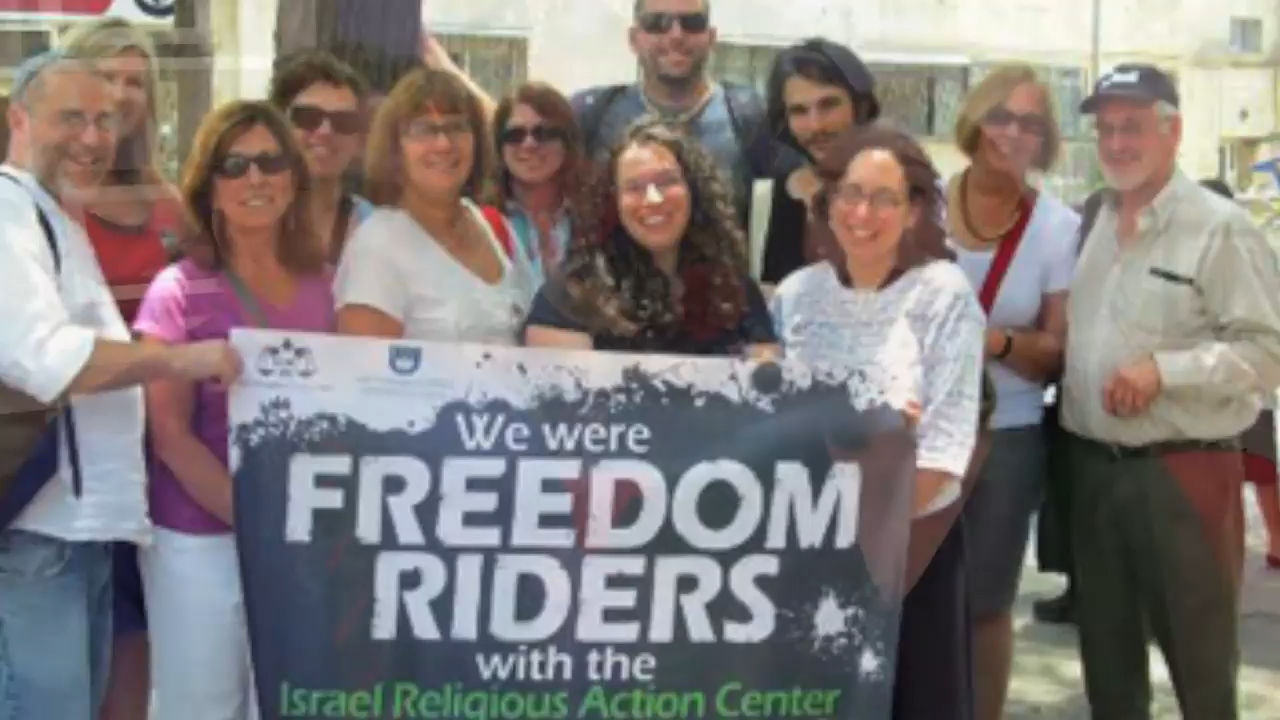 We were
FREEDOM
RIDERS
with the
Israel Religious Action Center